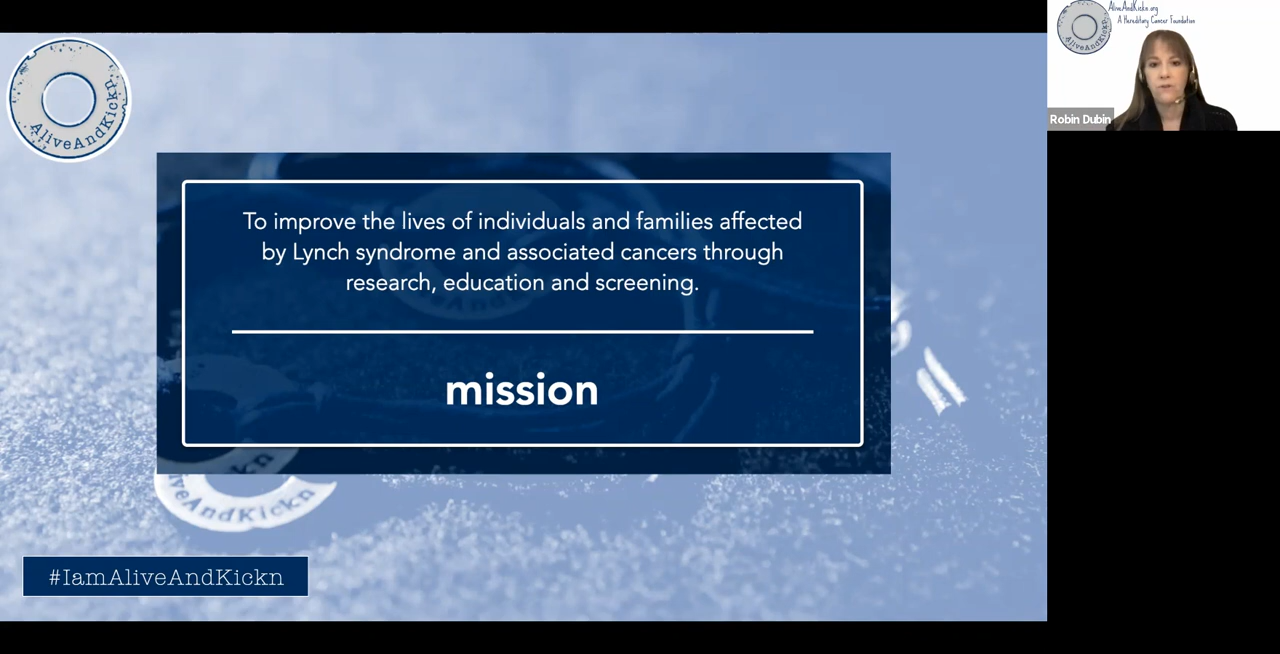 AliveAndKickn
AliveAndKickn.org
A Hereditary Cancer Foundation
AliveAndKickn
Robin Dubin
To improve the lives of individuals and families affected
by Lynch syndrome and associated cancers through
research, education and screening.
mission
iveAndKickn
#IamAliveAndKickn